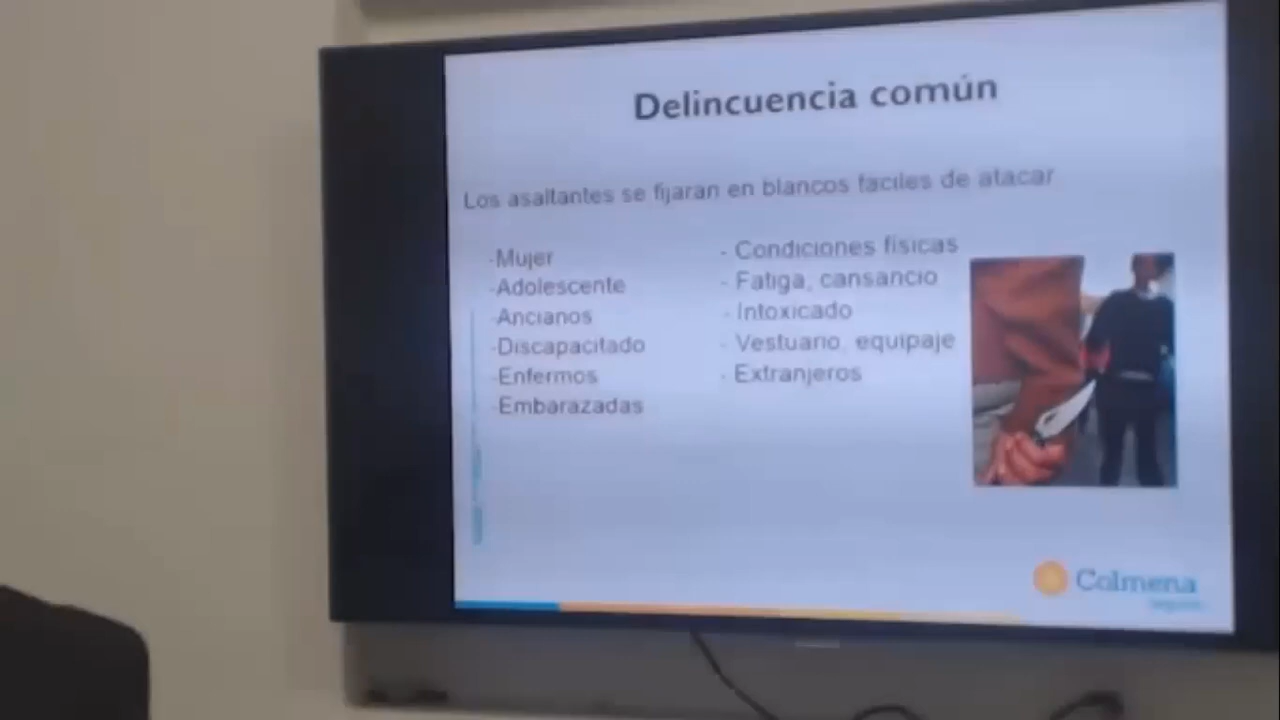 Delincuencia común
Los asaltantes se fijaran en blancos faciles de atacar
-Mujer
-Adolescente
-Ancianos
-Discapacitado
-Enfermos
-Embarazadas
- Condiciones físicas
- Fatiga, cansancio
- Intoxicado
- Vestuario, equipaje
- Extranjeros
Colmena